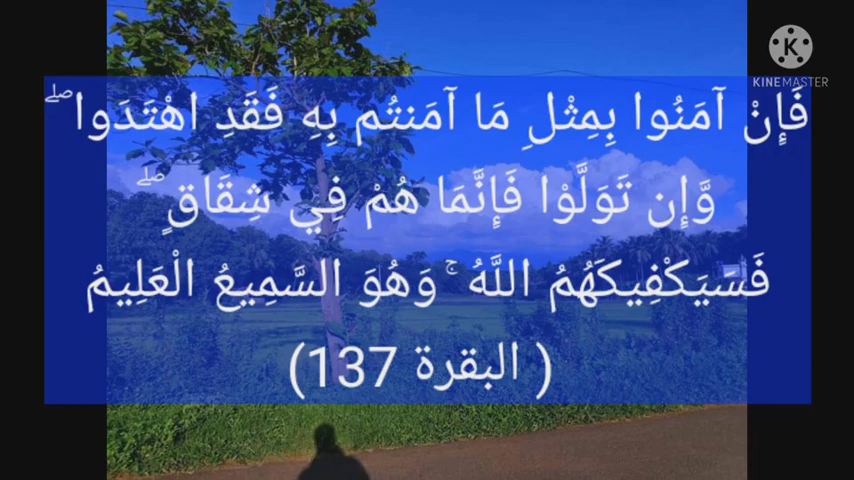 فَإِنْ آمَنُوا بِمِثْلِ مَا آمَنتُم بِهِ فَقَدِ اهْتَدَوا ۖ
وَّإِن تَوَلَّوْا فَإِنَّمَا هُمْ فِي شِقَاقٍ ۖ
فَسَيَكْفِيكَهُمُ اللَّهُ ۚ وَهُوَ السَّمِيعُ الْعَلِيمُ
( البقرة 137)
KINEMASTER